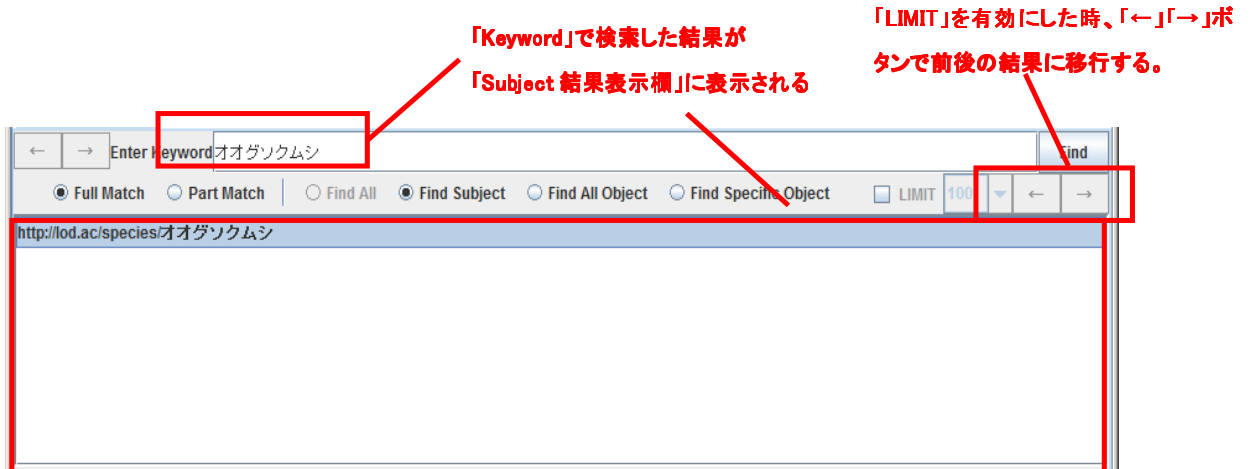 「Keyword」で検索した結果が
「Subject 結果表示欄」に表示される
「LIMIT」を有効にした時、「←」「→」ボ
タンで前後の結果に移行する。
← → Enter Keyword オオグソクムシ Find
Full Match Part Match Find All Find Subject Find All Object Find Specific Object LIMIT 100 ← →
http://lod.ac/species/オオグソクムシ